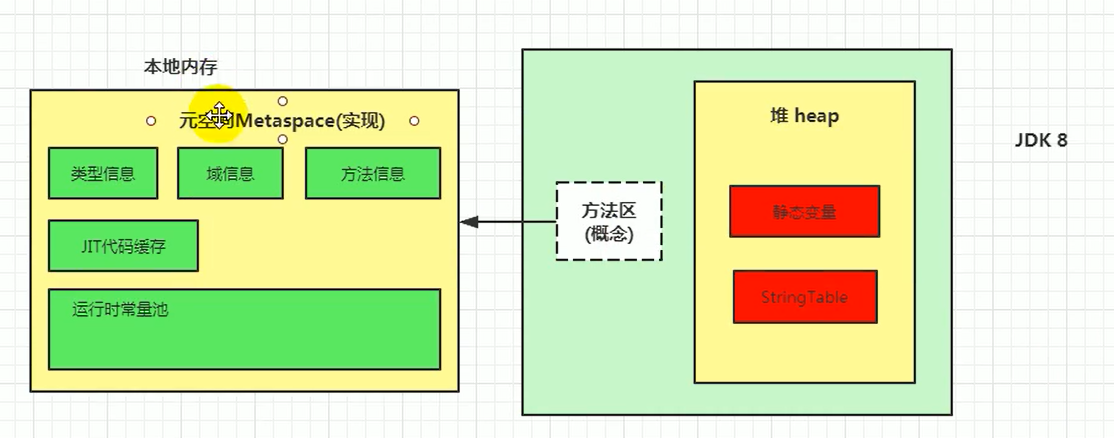 本地内存
元空间Metaspace(实现)
类型信息
域信息
方法信息
JIT代码缓存
运行时常量池
方法区
(概念)
堆 heap
静态变量
StringTable
JDK 8